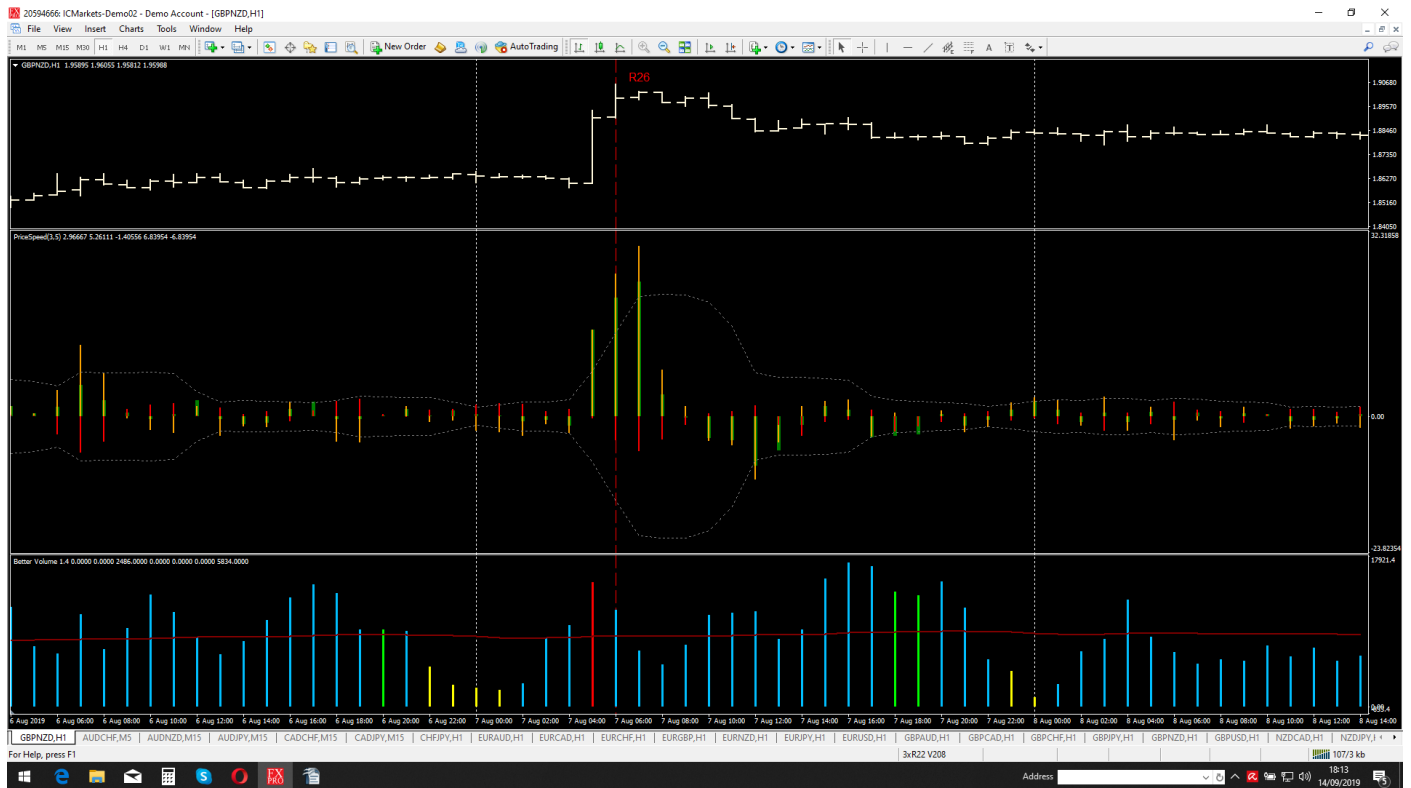 20594666: ICMarkets-Demo02 - Demo Account - [GBPNZD,H1]
File View Insert Charts Tools Window Help
M1 M5 M15 M30 H1 H4 D1 W1 MN New Order AutoTrading A T
GBPNZD,H1 1.95895 1.96055 1.95812 1.95988
R26
1.90680
1.89570
1.88460
1.87350
1.86270
1.85160
1.84050
PriceSpeed(3,5) 2.96667 5.26111 -1.40556 6.83954 -6.83954
32.31858
0.00
-23.82354
Better Volume 1.4 0.0000 0.0000 2486.0000 0.0000 0.0000 0.0000 5834.0000
17921.4
0.00
6 Aug 2019 6 Aug 06:00 6 Aug 08:00 6 Aug 10:00 6 Aug 12:00 6 Aug 14:00 6 Aug 16:00 6 Aug 18:00 6 Aug 20:00 6 Aug 22:00 7 Aug 00:00 7 Aug 02:00 7 Aug 04:00 7 Aug 06:00 7 Aug 08:00 7 Aug 10:00 7 Aug 12:00 7 Aug 14:00 7 Aug 16:00 7 Aug 18:00 7 Aug 20:00 7 Aug 22:00 8 Aug 00:00 8 Aug 02:00 8 Aug 04:00 8 Aug 06:00 8 Aug 08:00 8 Aug 10:00 8 Aug 12:00 8 Aug 14:00
GBPNZD,H1 AUDCHF,M5 AUDNZD,M15 AUDJPY,M15 CADCHF,M15 CADJPY,M15 CHFJPY,H1 EURAUD,H1 EURCAD,H1 EURCHF,H1 EURGBP,H1 EURNZD,H1 EURJPY,H1 EURUSD,H1 GBPAUD,H1 GBPCAD,H1 GBPCHF,H1 GBPJPY,H1 GBPNZD,H1 GBPUSD,H1 NZDCAD,H1 NZDJPY,H
For Help, press F1 3xR22 V208 107/3 kb
FX PRO Address 18:13
14/09/2019 5